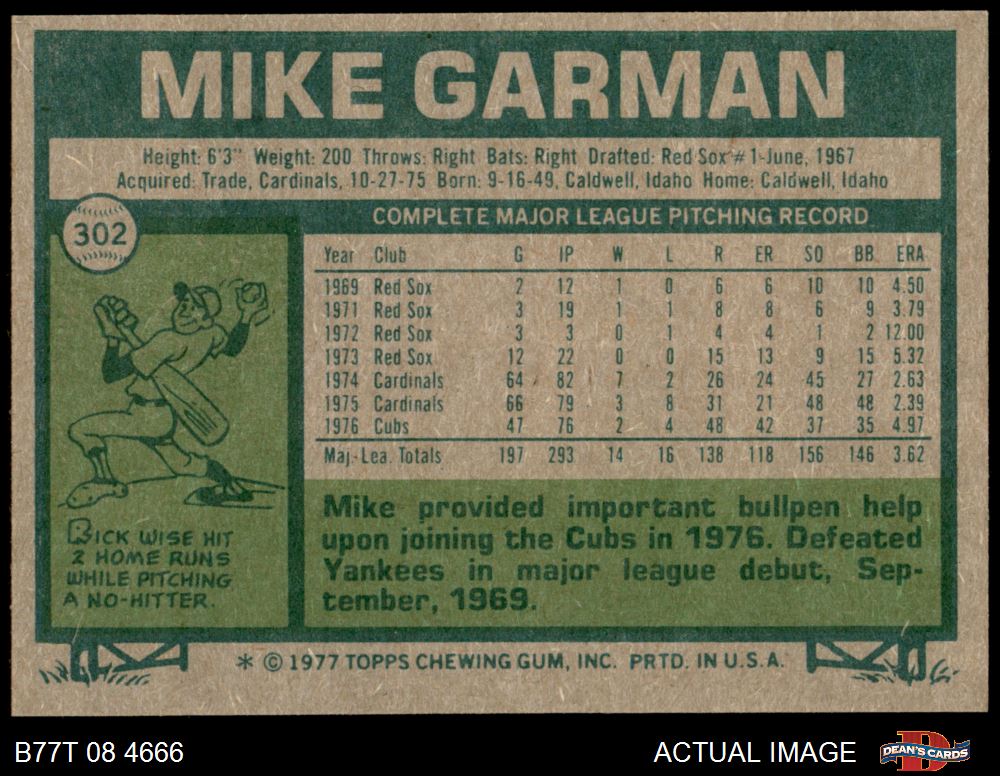 MIKE GARMAN
Height: 6'3" Weight: 200 Throws: Right Bats: Right Drafted: Red Sox #1-June, 1967
Acquired: Trade, Cardinals, 10-27-75 Born: 9-16-49, Caldwell, Idaho Home: Caldwell, Idaho
302
COMPLETE MAJOR LEAGUE PITCHING RECORD
Year Club G IP W L R ER SO BB ERA
1969 Red Sox 2 12 1 0 6 6 10 10 4.50
1971 Red Sox 3 19 1 1 8 8 6 9 3.79
1972 Red Sox 3 3 0 1 4 4 1 2 12.00
1973 Red Sox 12 22 0 0 15 13 9 15 5.32
1974 Cardinals 64 82 7 2 26 24 45 27 2.63
1975 Cardinals 66 79 3 8 31 21 48 48 2.39
1976 Cubs 47 76 2 4 48 42 37 35 4.97
Maj.-Lea. Totals 197 293 14 16 138 118 156 146 3.62
RICK WISE HIT
2 HOME RUNS
WHILE PITCHING
A NO-HITTER.
Mike provided important bullpen help
upon joining the Cubs in 1976. Defeated
Yankees in major league debut, Sep-
tember, 1969.
* © 1977 TOPPS CHEWING GUM, INC. PRTD. IN U.S.A.
B77T 08 4666
ACTUAL IMAGE
D
DEAN'S CARDS